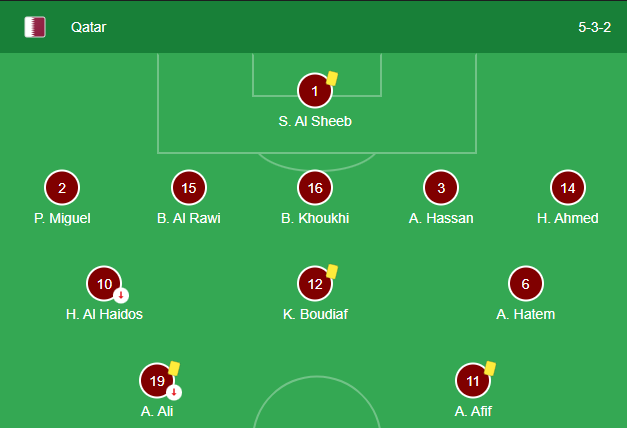 Qatar 5-3-2
1
S. Al Sheeb
2 15 16 3 14
P. Miguel B. Al Rawi B. Khoukhi A. Hassan H. Ahmed
10 12 6
H. Al Haidos K. Boudiaf A. Hatem
19 11
A. Ali A. Afif